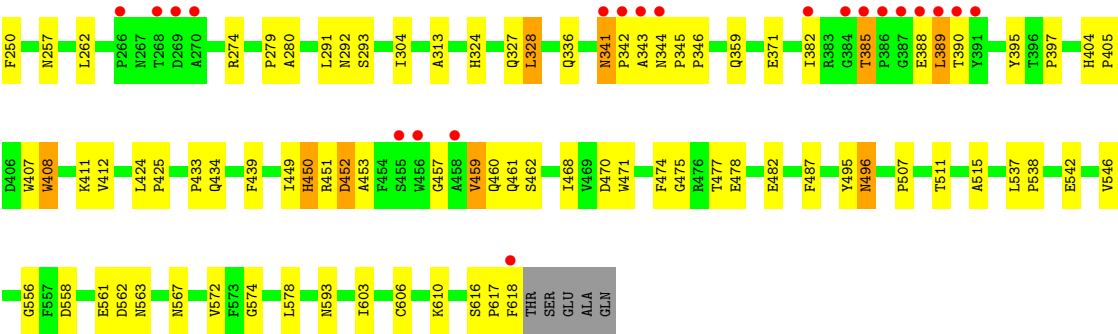 F250 N257 L262 P266 N267 T268 D269 A270 R274 P279 A280 L291 N292 S293 I304 A313 H324 Q327 L328 Q336 N341 P342 A343 N344 P345 P346 Q359 E371 I382 R383 G384 T385 P386 G387 E388 L389 T390 Y391 Y395 T396 P397 H404 P405
D406 W407 W408 K411 V412 L424 P425 P433 Q434 F439 I449 H450 R451 D452 A453 F454 S455 W456 G457 A458 V459 Q460 Q461 S462 I468 V469 D470 W471 F474 G475 R476 T477 E478 E482 F487 Y495 N496 P507 T511 A515 L537 P538 E542 V546
G556 F557 D558 E561 D562 N563 N567 V572 F573 G574 L578 N593 I603 C606 K610 S616 P617 F618 THR SER GLU ALA GLN